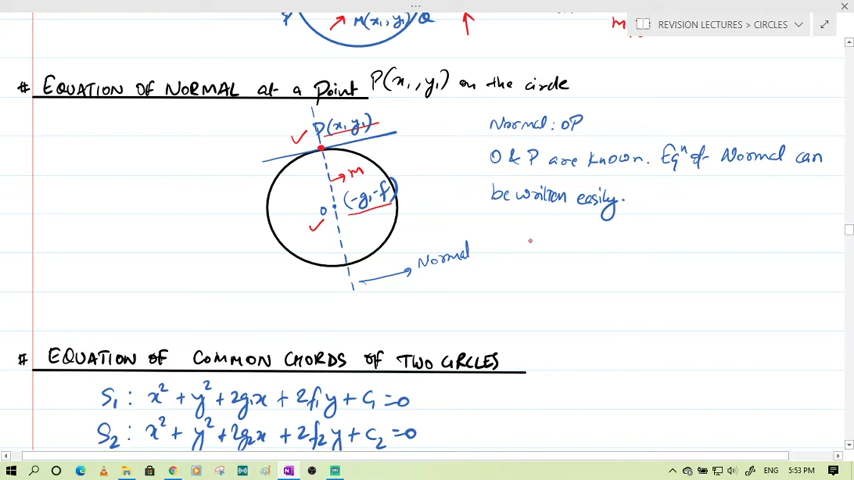 P M(x₁, y₁) Q
REVISION LECTURES > CIRCLES
# EQUATION OF NORMAL at a Point P(x₁, y₁) on the circle
P(x₁, y₁)
Normal: OP
O & P are known. Eqⁿ of Normal can
be written easily.
m
O (-g, -f)
Normal
# EQUATION OF COMMON CHORDS OF TWO CIRCLES
S₁ : x² + y² + 2g₁x + 2f₁y + C₁ = 0
S₂ : x² + y² + 2g₂x + 2f₂y + C₂ = 0
ENG 5:53 PM